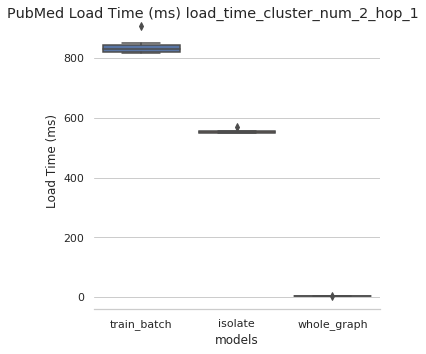 PubMed Load Time (ms) load_time_cluster_num_2_hop_1
800
600
400
200
0
Load Time (ms)
train_batch isolate whole_graph
models